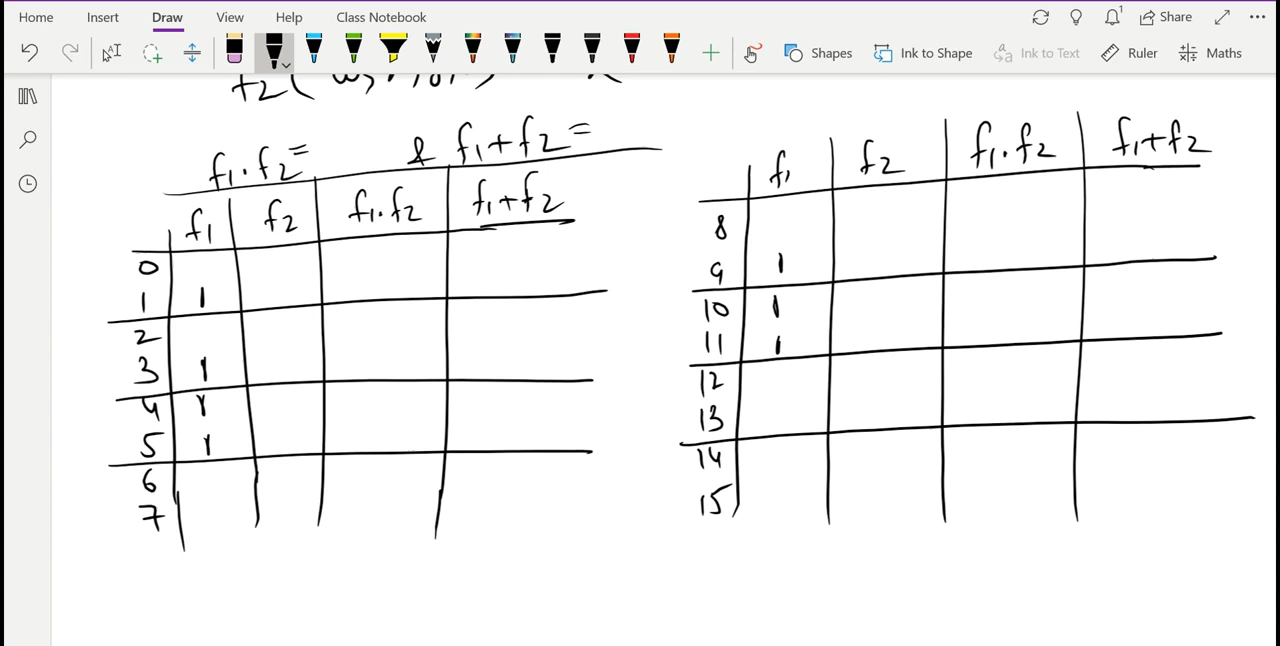 Home Insert Draw View Help Class Notebook 1 Share
Ruler Shapes Ink to Shape Ink to Text Maths
f2(
f1.f2= & f1+f2=
f1 f2 f1.f2 f1+f2
0
1 1
2
3 1
4 1
5 1
6
7
f1 f2 f1.f2 f1+f2
8
9 1
10 1
11 1
12
13
14
15